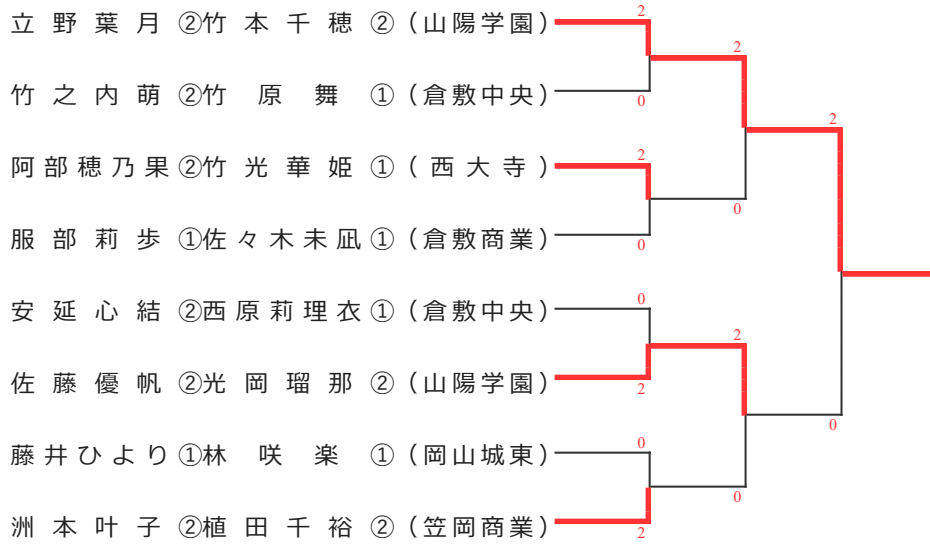 立野葉月②竹本千穂②(山陽学園)
2
2
竹之内萌②竹原舞①(倉敷中央)
0
2
阿部穂乃果②竹光華姫①(西大寺)
2
0
服部莉歩①佐々木未凪①(倉敷商業)
0
安延心結②西原莉理衣①(倉敷中央)
0
2
佐藤優帆②光岡瑠那②(山陽学園)
2
0
藤井ひより①林咲楽①(岡山城東)
0
0
洲本叶子②植田千裕②(笠岡商業)
2